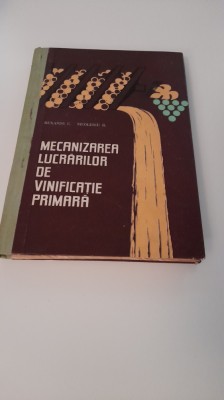 MECANIZAREA
LUCRĂRILOR
DE
VINIFICAȚIE
PRIMARĂ